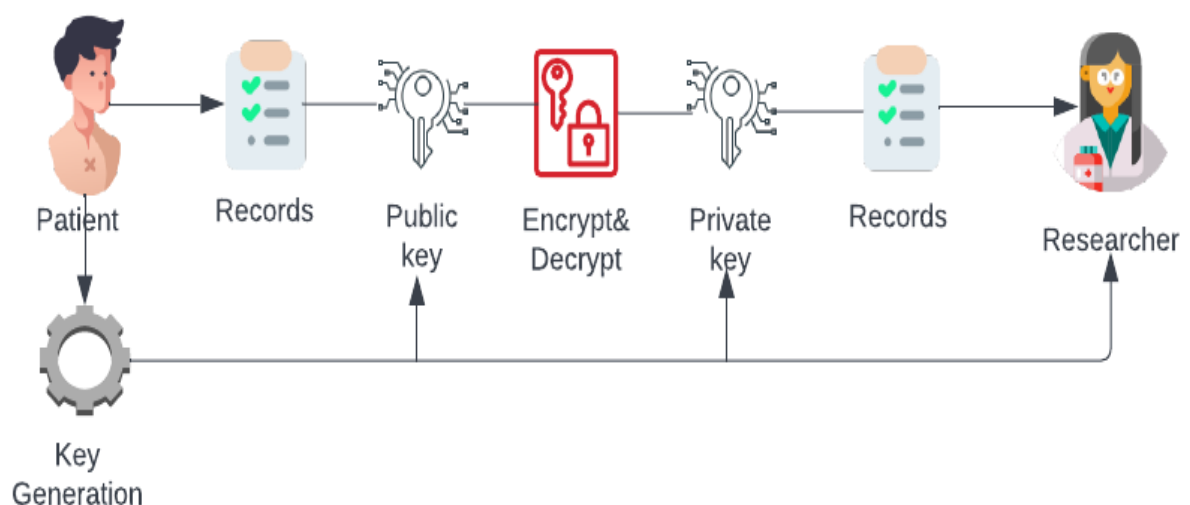 Patient
Records
Public
key
Encrypt&
Decrypt
Private
key
Records
Researcher
Key
Generation